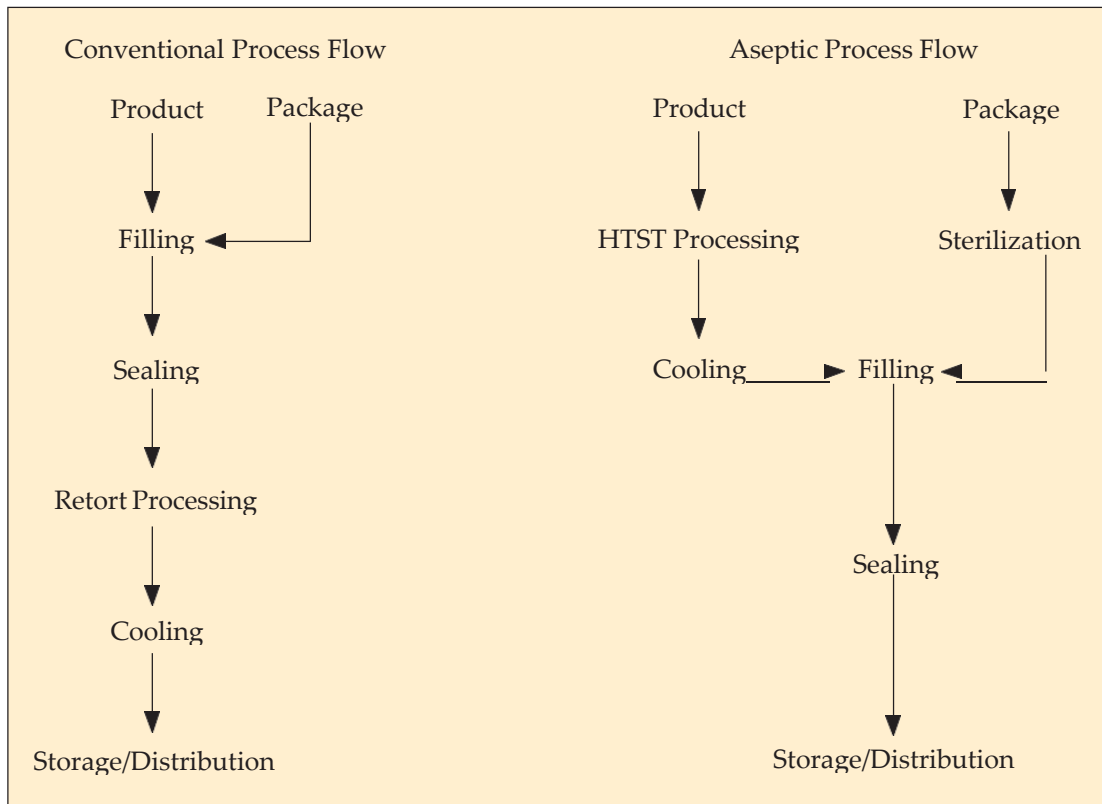 Conventional Process Flow
Product
Package
Filling
Sealing
Retort Processing
Cooling
Storage/Distribution
Aseptic Process Flow
Product
Package
HTST Processing
Sterilization
Cooling
Filling
Sealing
Storage/Distribution